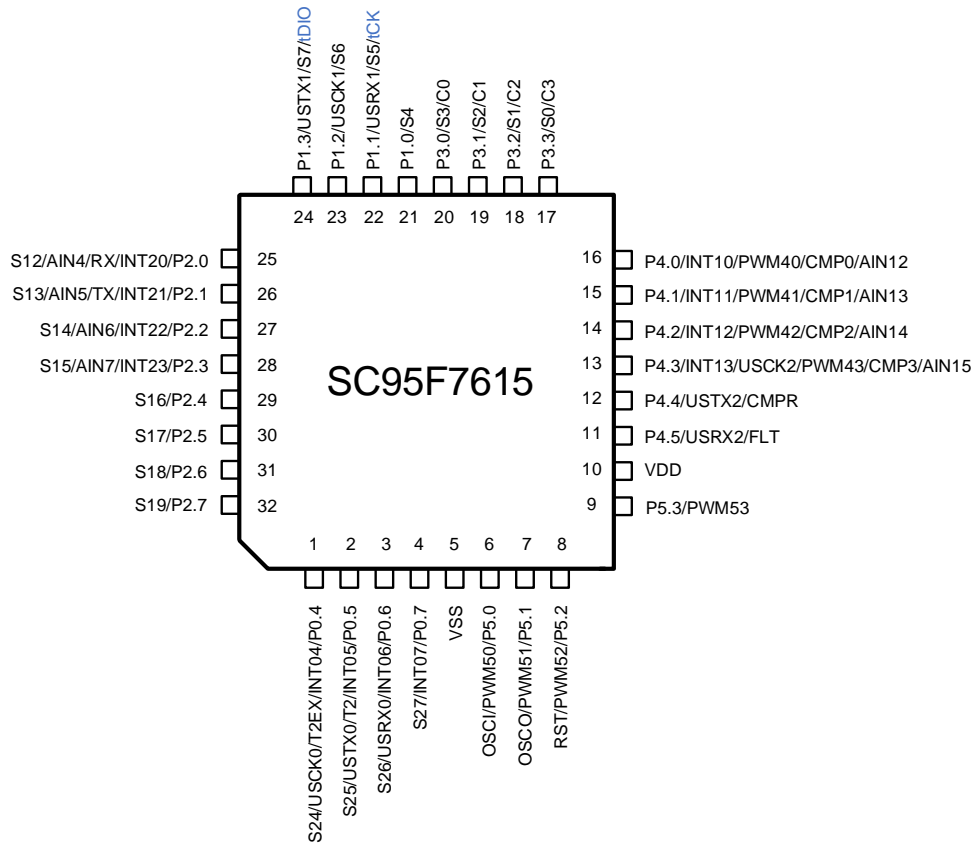 P1.3/USTX1/S7/tDIO
P1.2/USCK1/S6
P1.1/USRX1/S5/tCK
P1.0/S4
P3.0/S3/C0
P3.1/S2/C1
P3.2/S1/C2
P3.3/S0/C3
24 23 22 21 20 19 18 17
S12/AIN4/RX/INT20/P2.0 25
S13/AIN5/TX/INT21/P2.1 26
S14/AIN6/INT22/P2.2 27
S15/AIN7/INT23/P2.3 28
S16/P2.4 29
S17/P2.5 30
S18/P2.6 31
S19/P2.7 32
SC95F7615
16 P4.0/INT10/PWM40/CMP0/AIN12
15 P4.1/INT11/PWM41/CMP1/AIN13
14 P4.2/INT12/PWM42/CMP2/AIN14
13 P4.3/INT13/USCK2/PWM43/CMP3/AIN15
12 P4.4/USTX2/CMPR
11 P4.5/USRX2/FLT
10 VDD
9 P5.3/PWM53
1 2 3 4 5 6 7 8
S24/USCK0/T2EX/INT04/P0.4
S25/USTX0/T2/INT05/P0.5
S26/USRX0/INT06/P0.6
S27/INT07/P0.7
VSS
OSCI/PWM50/P5.0
OSCO/PWM51/P5.1
RST/PWM52/P5.2